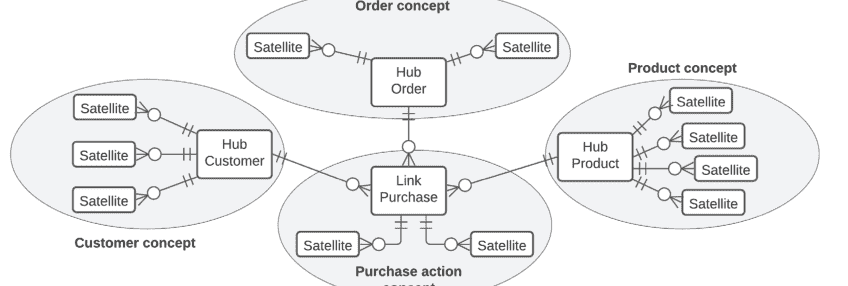 Order concept
Satellite
Satellite
Hub
Order
Product concept
Satellite
Satellite
Satellite
Satellite
Hub
Product
Satellite
Satellite
Satellite
Hub
Customer
Customer concept
Link
Purchase
Satellite
Satellite
Purchase action
concept